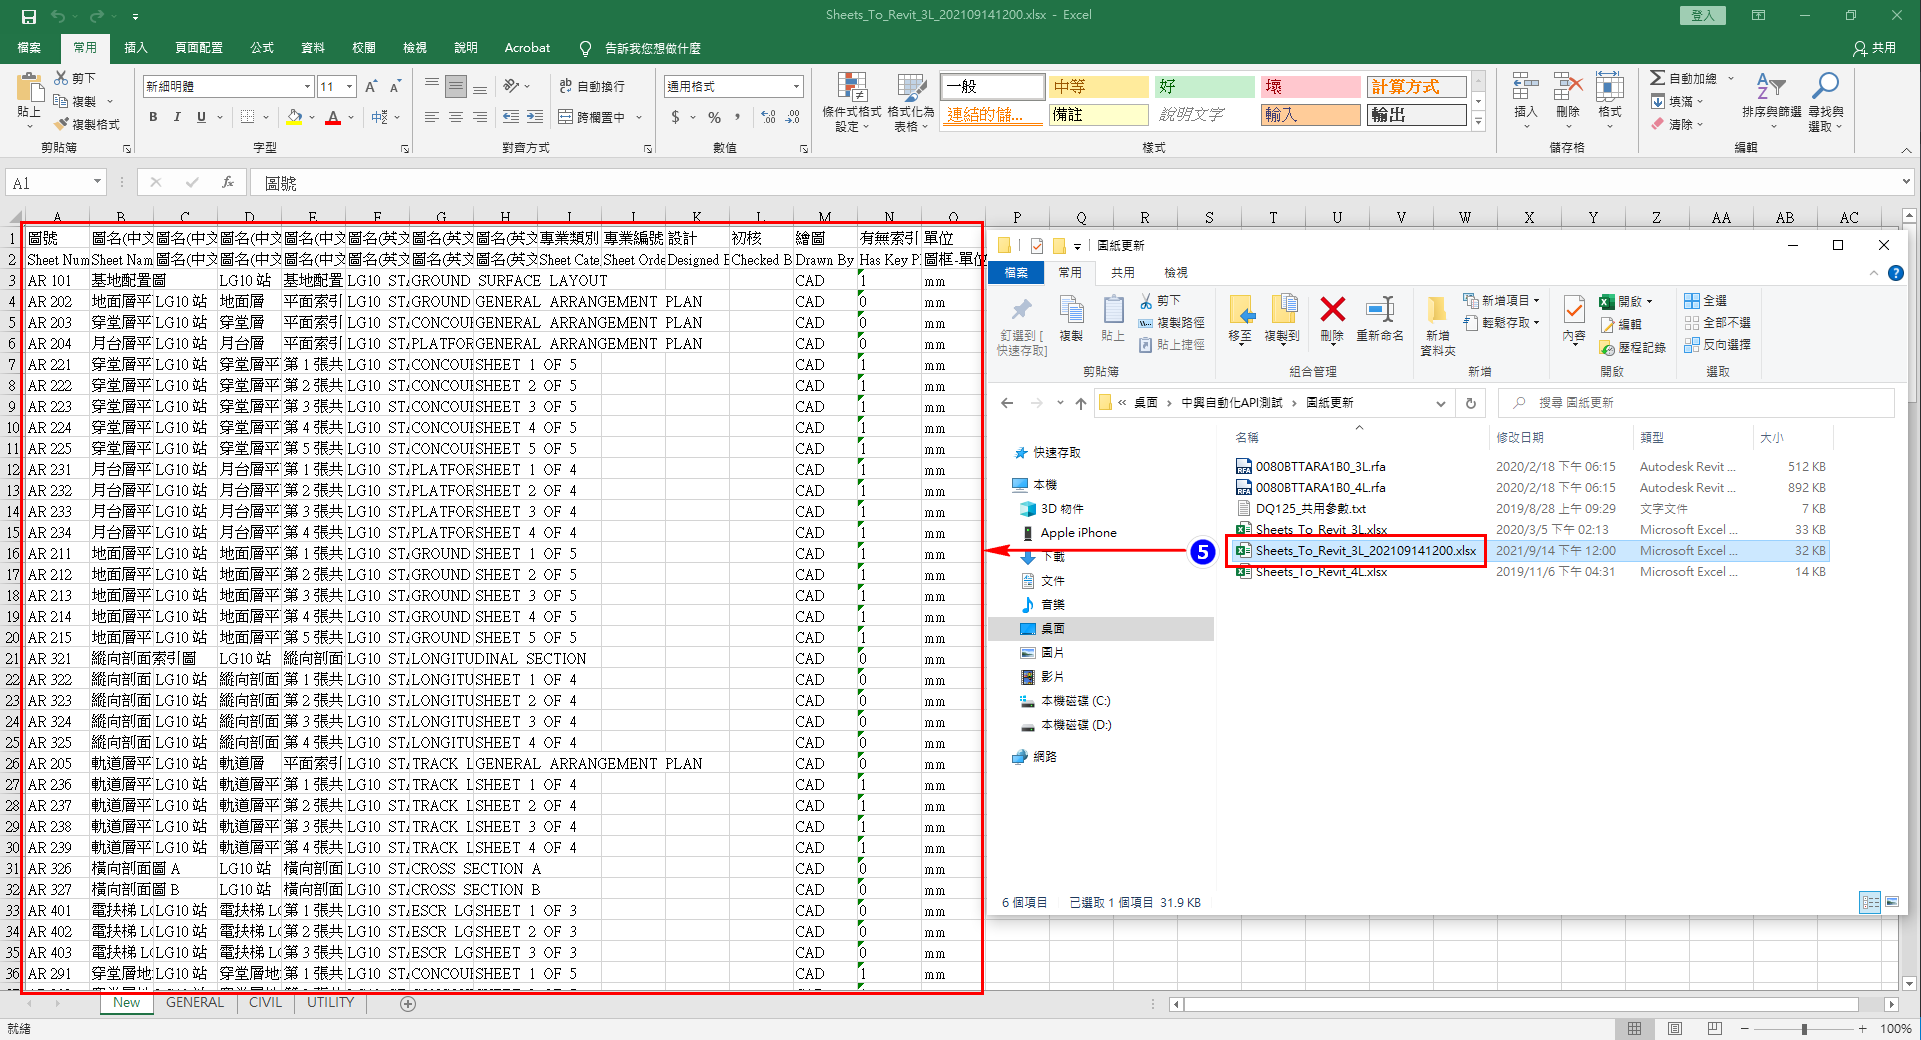 Sheets_To_Revit_3L_202109141200.xlsx - Excel
登入
檔案 常用 插入 頁面配置 公式 資料 校閱 檢視 說明 Acrobat 告訴我您想做什麼 共用
剪下
複製
複製格式
貼上
剪貼簿
新細明體 11
B I U
字型
自動換行
跨欄置中
對齊方式
通用格式
$ % ,
數值
條件式格式設定
格式化為表格
一般 中等 好 壞 計算方式
連結的儲... 備註 說明文字 輸入 輸出
樣式
插入 刪除 格式
儲存格
自動加總
填滿
清除
排序與篩選 尋找與選取
編輯
A1 fx 圖號
A B C D E F G H I J K L M N O P Q R S T U V W X Y Z AA AB AC
1 圖號 圖名(中文 圖名(中文 圖名(中文 圖名(中文 圖名(英文 圖名(英文 圖名(英文 專業類別 專業編號 設計 初核 繪圖 有無索引 單位
2 Sheet Num Sheet Nam 圖名(中文 圖名(中文 圖名(中文 圖名(英文 圖名(英文 圖名(英文 Sheet Cate Sheet Orde Designed B Checked B Drawn By Has Key Pl 圖框-單位
3 AR 101 基地配置圖 LG10 站 基地配置 LG10 STA GROUND SURFACE LAYOUT CAD 1 mm
4 AR 202 地面層平 LG10 站 地面層 平面索引 LG10 STA GROUND GENERAL ARRANGEMENT PLAN CAD 0 mm
5 AR 203 穿堂層平 LG10 站 穿堂層 平面索引 LG10 STA CONCOU GENERAL ARRANGEMENT PLAN CAD 0 mm
6 AR 204 月台層平 LG10 站 月台層 平面索引 LG10 STA PLATFOR GENERAL ARRANGEMENT PLAN CAD 0 mm
7 AR 221 穿堂層平 LG10 站 穿堂層平 第 1 張共 LG10 STA CONCOU SHEET 1 OF 5 CAD 1 mm
8 AR 222 穿堂層平 LG10 站 穿堂層平 第 2 張共 LG10 STA CONCOU SHEET 2 OF 5 CAD 1 mm
9 AR 223 穿堂層平 LG10 站 穿堂層平 第 3 張共 LG10 STA CONCOU SHEET 3 OF 5 CAD 1 mm
10 AR 224 穿堂層平 LG10 站 穿堂層平 第 4 張共 LG10 STA CONCOU SHEET 4 OF 5 CAD 1 mm
11 AR 225 穿堂層平 LG10 站 穿堂層平 第 5 張共 LG10 STA CONCOU SHEET 5 OF 5 CAD 1 mm
12 AR 231 月台層平 LG10 站 月台層平 第 1 張共 LG10 STA PLATFOR SHEET 1 OF 4 CAD 1 mm
13 AR 232 月台層平 LG10 站 月台層平 第 2 張共 LG10 STA PLATFOR SHEET 2 OF 4 CAD 1 mm
14 AR 233 月台層平 LG10 站 月台層平 第 3 張共 LG10 STA PLATFOR SHEET 3 OF 4 CAD 1 mm
15 AR 234 月台層平 LG10 站 月台層平 第 4 張共 LG10 STA PLATFOR SHEET 4 OF 4 CAD 1 mm
16 AR 211 地面層平 LG10 站 地面層平 第 1 張共 LG10 STA GROUND SHEET 1 OF 5 CAD 1 mm
17 AR 212 地面層平 LG10 站 地面層平 第 2 張共 LG10 STA GROUND SHEET 2 OF 5 CAD 1 mm
18 AR 213 地面層平 LG10 站 地面層平 第 3 張共 LG10 STA GROUND SHEET 3 OF 5 CAD 1 mm
19 AR 214 地面層平 LG10 站 地面層平 第 4 張共 LG10 STA GROUND SHEET 4 OF 5 CAD 1 mm
20 AR 215 地面層平 LG10 站 地面層平 第 5 張共 LG10 STA GROUND SHEET 5 OF 5 CAD 1 mm
21 AR 321 縱向剖面索引圖 LG10 站 縱向剖面 LG10 STA LONGITUDINAL SECTION CAD 0 mm
22 AR 322 縱向剖面 LG10 站 縱向剖面 第 1 張共 LG10 STA LONGITU SHEET 1 OF 4 CAD 0 mm
23 AR 323 縱向剖面 LG10 站 縱向剖面 第 2 張共 LG10 STA LONGITU SHEET 2 OF 4 CAD 0 mm
24 AR 324 縱向剖面 LG10 站 縱向剖面 第 3 張共 LG10 STA LONGITU SHEET 3 OF 4 CAD 0 mm
25 AR 325 縱向剖面 LG10 站 縱向剖面 第 4 張共 LG10 STA LONGITU SHEET 4 OF 4 CAD 0 mm
26 AR 205 軌道層平 LG10 站 軌道層 平面索引 LG10 STA TRACK L GENERAL ARRANGEMENT PLAN CAD 0 mm
27 AR 236 軌道層平 LG10 站 軌道層平 第 1 張共 LG10 STA TRACK L SHEET 1 OF 4 CAD 1 mm
28 AR 237 軌道層平 LG10 站 軌道層平 第 2 張共 LG10 STA TRACK L SHEET 2 OF 4 CAD 1 mm
29 AR 238 軌道層平 LG10 站 軌道層平 第 3 張共 LG10 STA TRACK L SHEET 3 OF 4 CAD 1 mm
30 AR 239 軌道層平 LG10 站 軌道層平 第 4 張共 LG10 STA TRACK L SHEET 4 OF 4 CAD 1 mm
31 AR 326 橫向剖面圖 A LG10 站 橫向剖面 LG10 STA CROSS SECTION A CAD 0 mm
32 AR 327 橫向剖面圖 B LG10 站 橫向剖面 LG10 STA CROSS SECTION B CAD 0 mm
33 AR 401 電扶梯 LG LG10 站 電扶梯 LG 第 1 張共 LG10 STA ESCR LG SHEET 1 OF 3 CAD 0 mm
34 AR 402 電扶梯 LG LG10 站 電扶梯 LG 第 2 張共 LG10 STA ESCR LG SHEET 2 OF 3 CAD 0 mm
35 AR 403 電扶梯 LG LG10 站 電扶梯 LG 第 3 張共 LG10 STA ESCR LG SHEET 3 OF 3 CAD 0 mm
36 AR 291 穿堂層地 LG10 站 穿堂層地 第 1 張共 LG10 STA CONCOU SHEET 1 OF 5 CAD 1 mm
New GENERAL CIVIL UTILITY
就緒
100%
圖紙更新
檔案 常用 共用 檢視
釘選到 [快速存取]
複製
貼上
剪下
複製路徑
貼上捷徑
剪貼簿
移至 複製到 刪除 重新命名
組合管理
新增資料夾
新增項目
輕鬆存取
新增
內容
開啟
編輯
歷程記錄
開啟
全選
全部不選
反向選擇
選取
« 桌面 › 中興自動化API測試 › 圖紙更新
搜尋 圖紙更新
快速存取
本機
3D 物件
Apple iPhone
下載
文件
音樂
桌面
圖片
影片
本機磁碟 (C:)
本機磁碟 (D:)
網路
名稱 修改日期 類型 大小
0080BTTARA1B0_3L.rfa 2020/2/18 下午 06:15 Autodesk Revit ... 512 KB
0080BTTARA1B0_4L.rfa 2020/2/18 下午 06:15 Autodesk Revit ... 892 KB
DQ125_共用參數.txt 2019/8/28 上午 09:29 文字文件 7 KB
Sheets_To_Revit_3L.xlsx 2020/3/5 下午 02:13 Microsoft Excel ... 33 KB
5 Sheets_To_Revit_3L_202109141200.xlsx 2021/9/14 下午 12:00 Microsoft Excel ... 32 KB
Sheets_To_Revit_4L.xlsx 2019/11/6 下午 04:31 Microsoft Excel ... 14 KB
6 個項目 已選取 1 個項目 31.9 KB